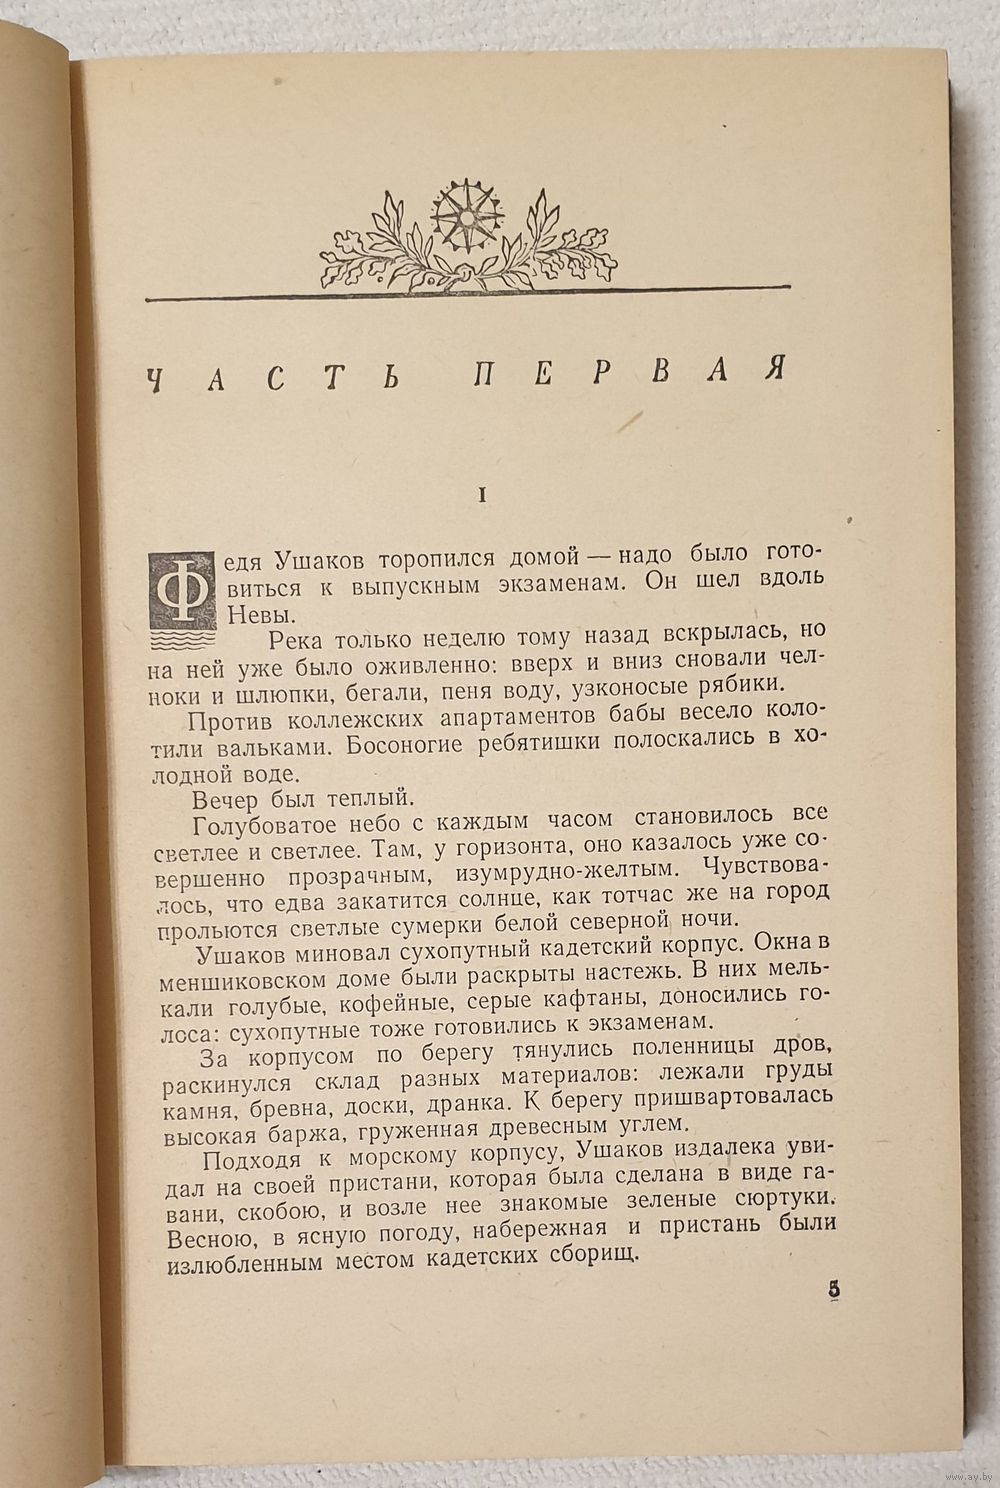 ЧАСТЬ ПЕРВАЯ
I
Федя Ушаков торопился домой — надо было гото-
виться к выпускным экзаменам. Он шел вдоль
Невы.
Река только неделю тому назад вскрылась, но
на ней уже было оживленно: вверх и вниз сновали чел-
ноки и шлюпки, бегали, пеня воду, узконосые рябики.
Против коллежских апартаментов бабы весело коло-
тили вальками. Босоногие ребятишки полоскались в хо-
лодной воде.
Вечер был теплый.
Голубоватое небо с каждым часом становилось все
светлее и светлее. Там, у горизонта, оно казалось уже со-
вершенно прозрачным, изумрудно-желтым. Чувствова-
лось, что едва закатится солнце, как тотчас же на город
прольются светлые сумерки белой северной ночи.
Ушаков миновал сухопутный кадетский корпус. Окна в
меншиковском доме были раскрыты настежь. В них мель-
кали голубые, кофейные, серые кафтаны, доносились го-
лоса: сухопутные тоже готовились к экзаменам.
За корпусом по берегу тянулись поленницы дров,
раскинулся склад разных материалов: лежали груды
камня, бревна, доски, дранка. К берегу пришвартовалась
высокая баржа, груженная древесным углем.
Подходя к морскому корпусу, Ушаков издалека уви-
дал на своей пристани, которая была сделана в виде га-
вани, скобою, и возле нее знакомые зеленые сюртуки.
Весною, в ясную погоду, набережная и пристань были
излюбленным местом кадетских сборищ.
5
www.ay.by